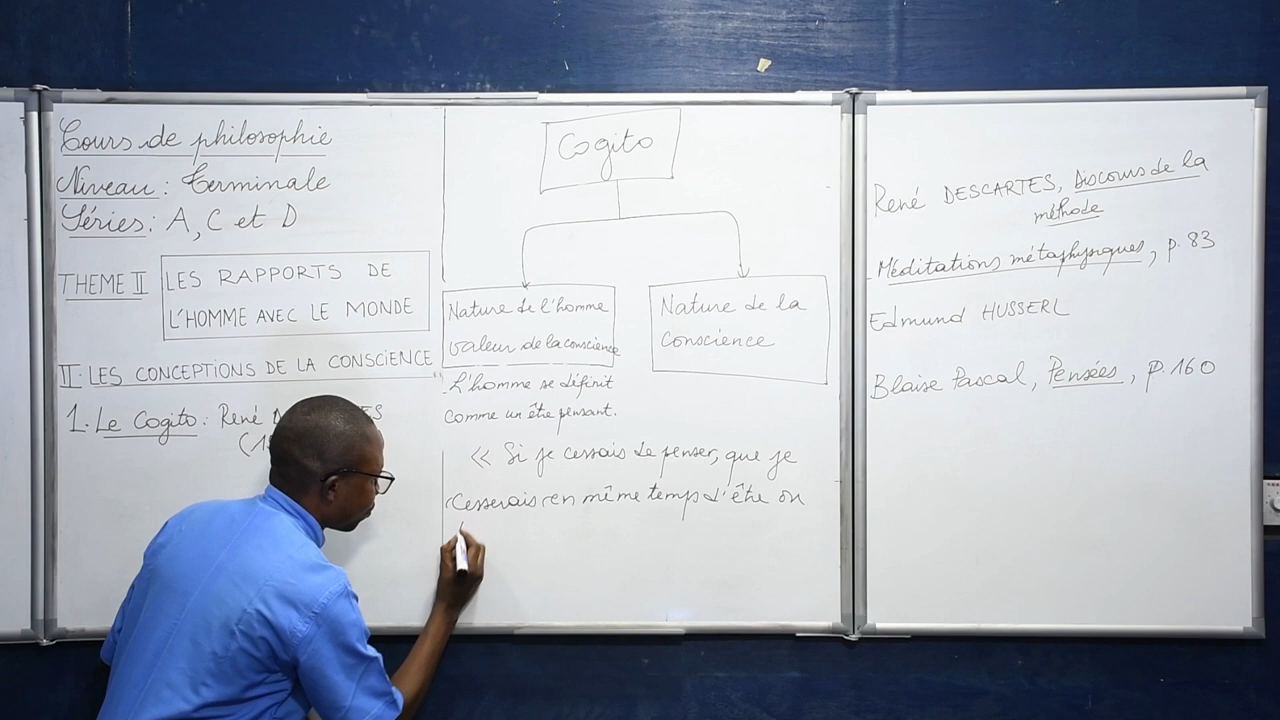 Cours de philosophie
Niveau : Terminale
Séries : A, C et D
THEME II
LES RAPPORTS DE
L'HOMME AVEC LE MONDE
II. LES CONCEPTIONS DE LA CONSCIENCE
1. Le Cogito : René
Cogito
Nature de l'homme
valeur de la conscience
Nature de la
Conscience
L'homme se définit
comme un être pensant.
« Si je cessais de penser, que je
cesserais en même temps d'être ou
René DESCARTES, Discours de la
méthode
Méditations métaphysiques, p. 83
Edmund HUSSERL
Blaise Pascal, Pensées, p. 160